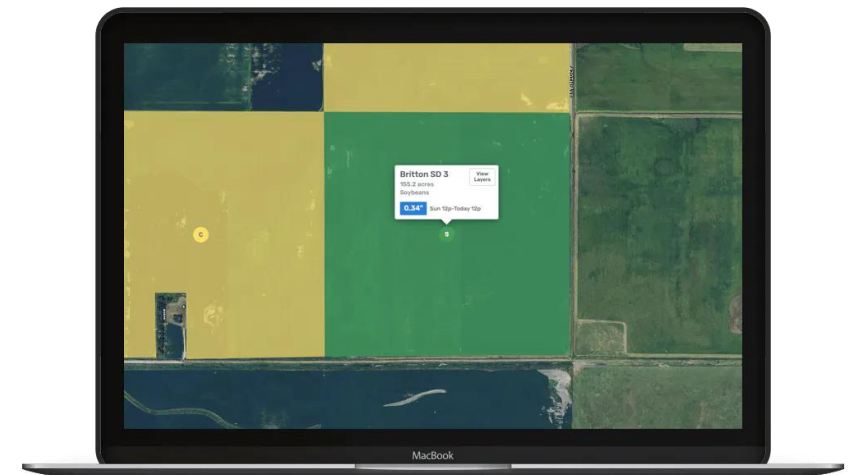 Britton SD 3
View
Layers
155.2 acres
Soybeans
0.34" Sun 12p-Today 12p
C
S
MacBook